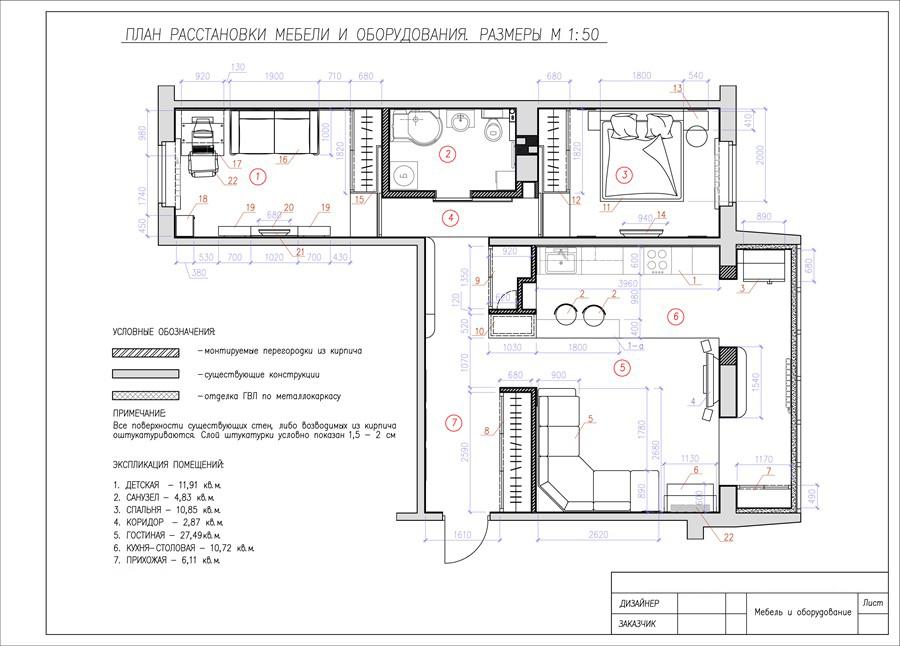 ПЛАН РАССТАНОВКИ МЕБЕЛИ И ОБОРУДОВАНИЯ. РАЗМЕРЫ М 1:50
130
920 1900 710 680 680 1800 540
13
980 1000 1820 1820 410 2000
17 16
1 2 3
22 Б
1740 15 12 11
18 19 680 20 19 4 940 14
450 21 890
530 700 1020 700 430 920
380
9 1350 600 1 680
3960 3
120 620 2 2 980 6
520 10 400
1030 1800 1-а
УСЛОВНЫЕ ОБОЗНАЧЕНИЯ:
-монтируемые перегородки из кирпича
1070 5
-существующие конструкции
680 900 1540
-отделка ГВЛ по металлокаркасу
4
ПРИМЕЧАНИЕ:
Все поверхности существующих стен, либо возводимых из кирпича
оштукатуриваются. Слой штукатурки условно показан 1,5 – 2 см
7 8 5 1780
2590 2680
ЭКСПЛИКАЦИЯ ПОМЕЩЕНИЙ:
1130 1170
6 7
890 600 490
1. ДЕТСКАЯ – 11,91 кв.м.
2. САНУЗЕЛ – 4,83 кв.м.
3. СПАЛЬНЯ – 10,85 кв.м.
4. КОРИДОР – 2,87 кв.м.
5. ГОСТИНАЯ – 27,49кв.м.
6. КУХНЯ-СТОЛОВАЯ – 10,72 кв.м.
7. ПРИХОЖАЯ – 6,11 кв.м.
1610 2620 22
ДИЗАЙНЕР
ЗАКАЗЧИК
Мебель и оборудование
Лист